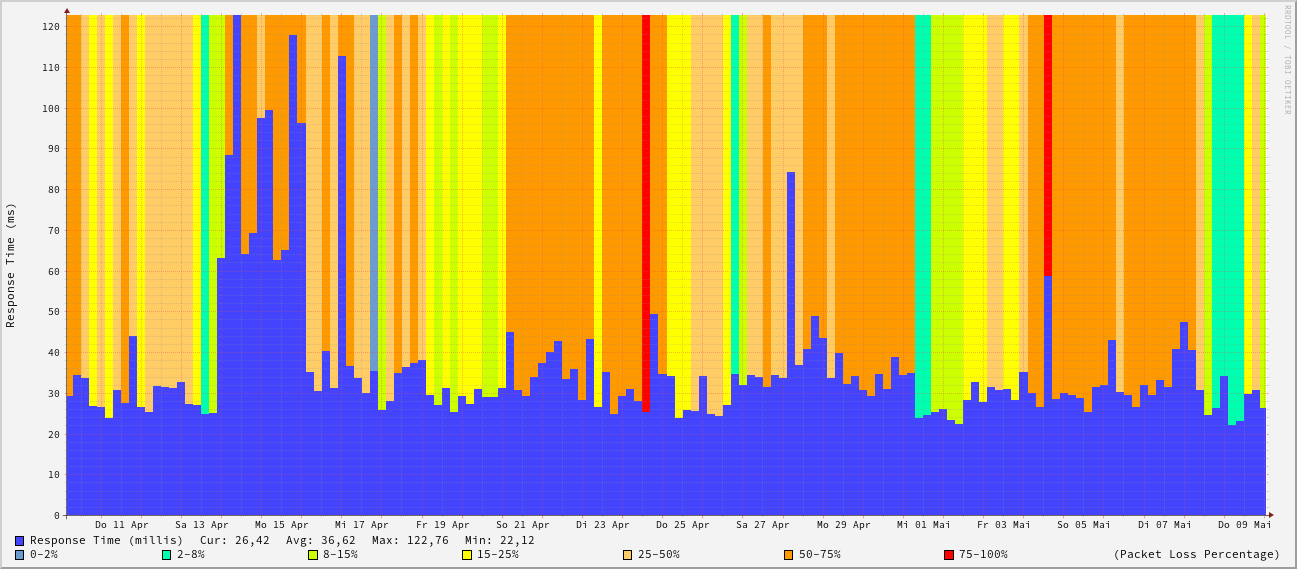 RRDTOOL / TOBI OETIKER
Response Time (ms)
120
110
100
90
80
70
60
50
40
30
20
10
0
Do 11 Apr Sa 13 Apr Mo 15 Apr Mi 17 Apr Fr 19 Apr So 21 Apr Di 23 Apr Do 25 Apr Sa 27 Apr Mo 29 Apr Mi 01 Mai Fr 03 Mai So 05 Mai Di 07 Mai Do 09 Mai
Response Time (millis) Cur: 26,42 Avg: 36,62 Max: 122,76 Min: 22,12
0-2% 2-8% 8-15% 15-25% 25-50% 50-75% 75-100% (Packet Loss Percentage)